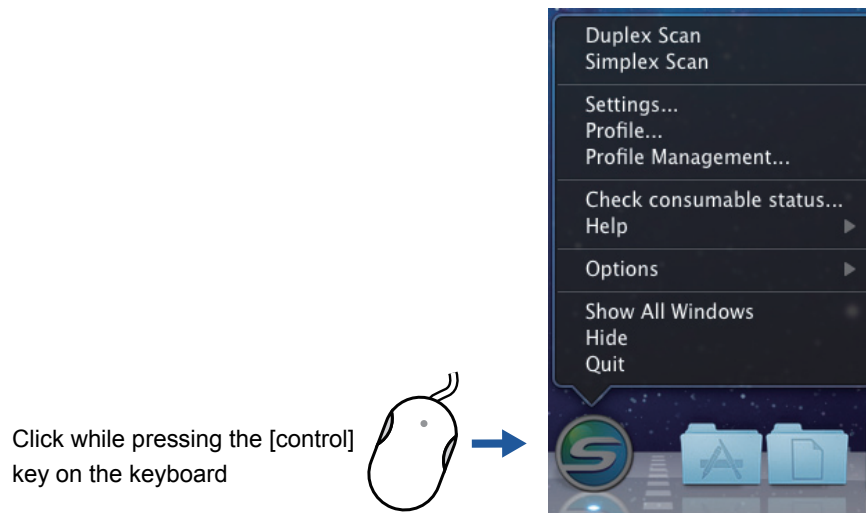 Duplex Scan
Simplex Scan
Settings...
Profile...
Profile Management...
Check consumable status...
Help
Options
Show All Windows
Hide
Quit
Click while pressing the [control]
key on the keyboard